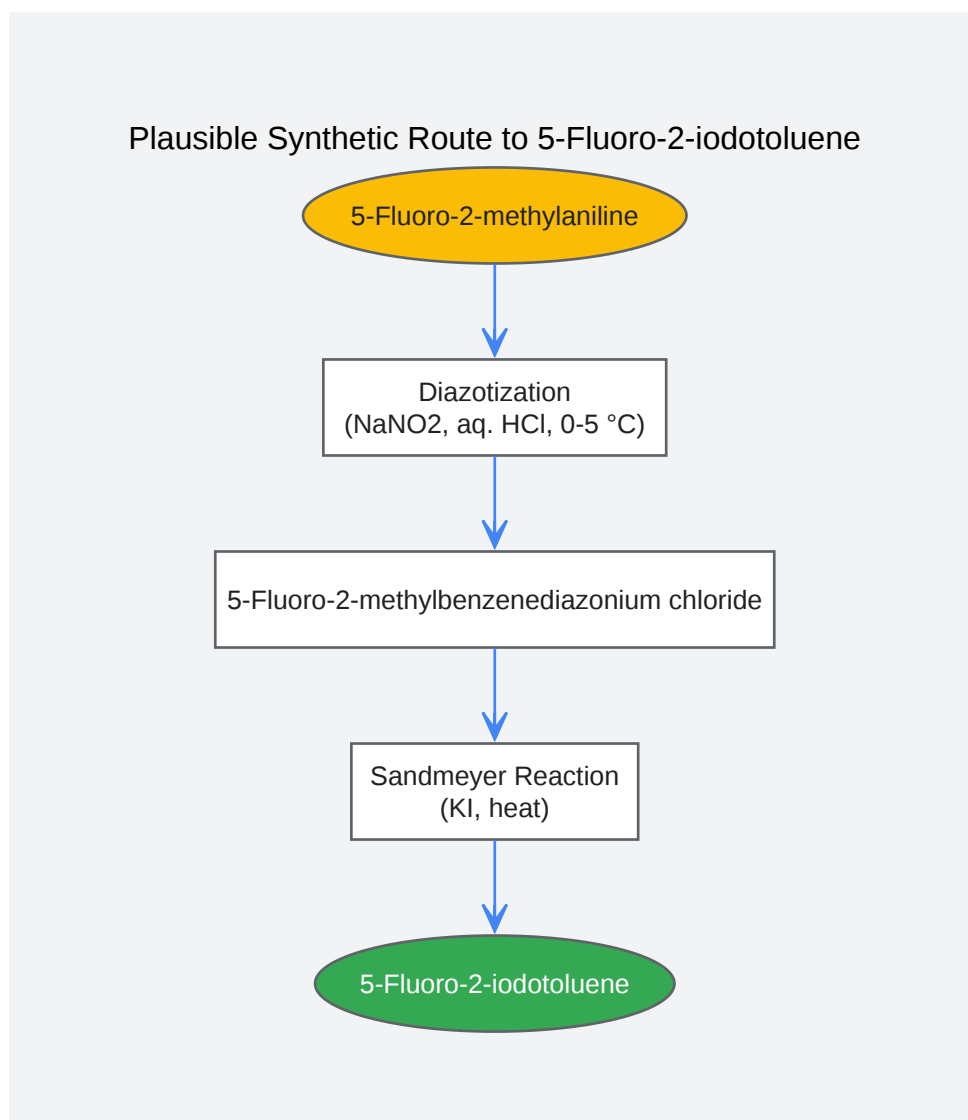 Plausible Synthetic Route to 5-Fluoro-2-iodotoluene
5-Fluoro-2-methylaniline
Diazotization
(NaNO2, aq. HCl, 0-5 °C)
5-Fluoro-2-methylbenzenediazonium chloride
Sandmeyer Reaction
(KI, heat)
5-Fluoro-2-iodotoluene